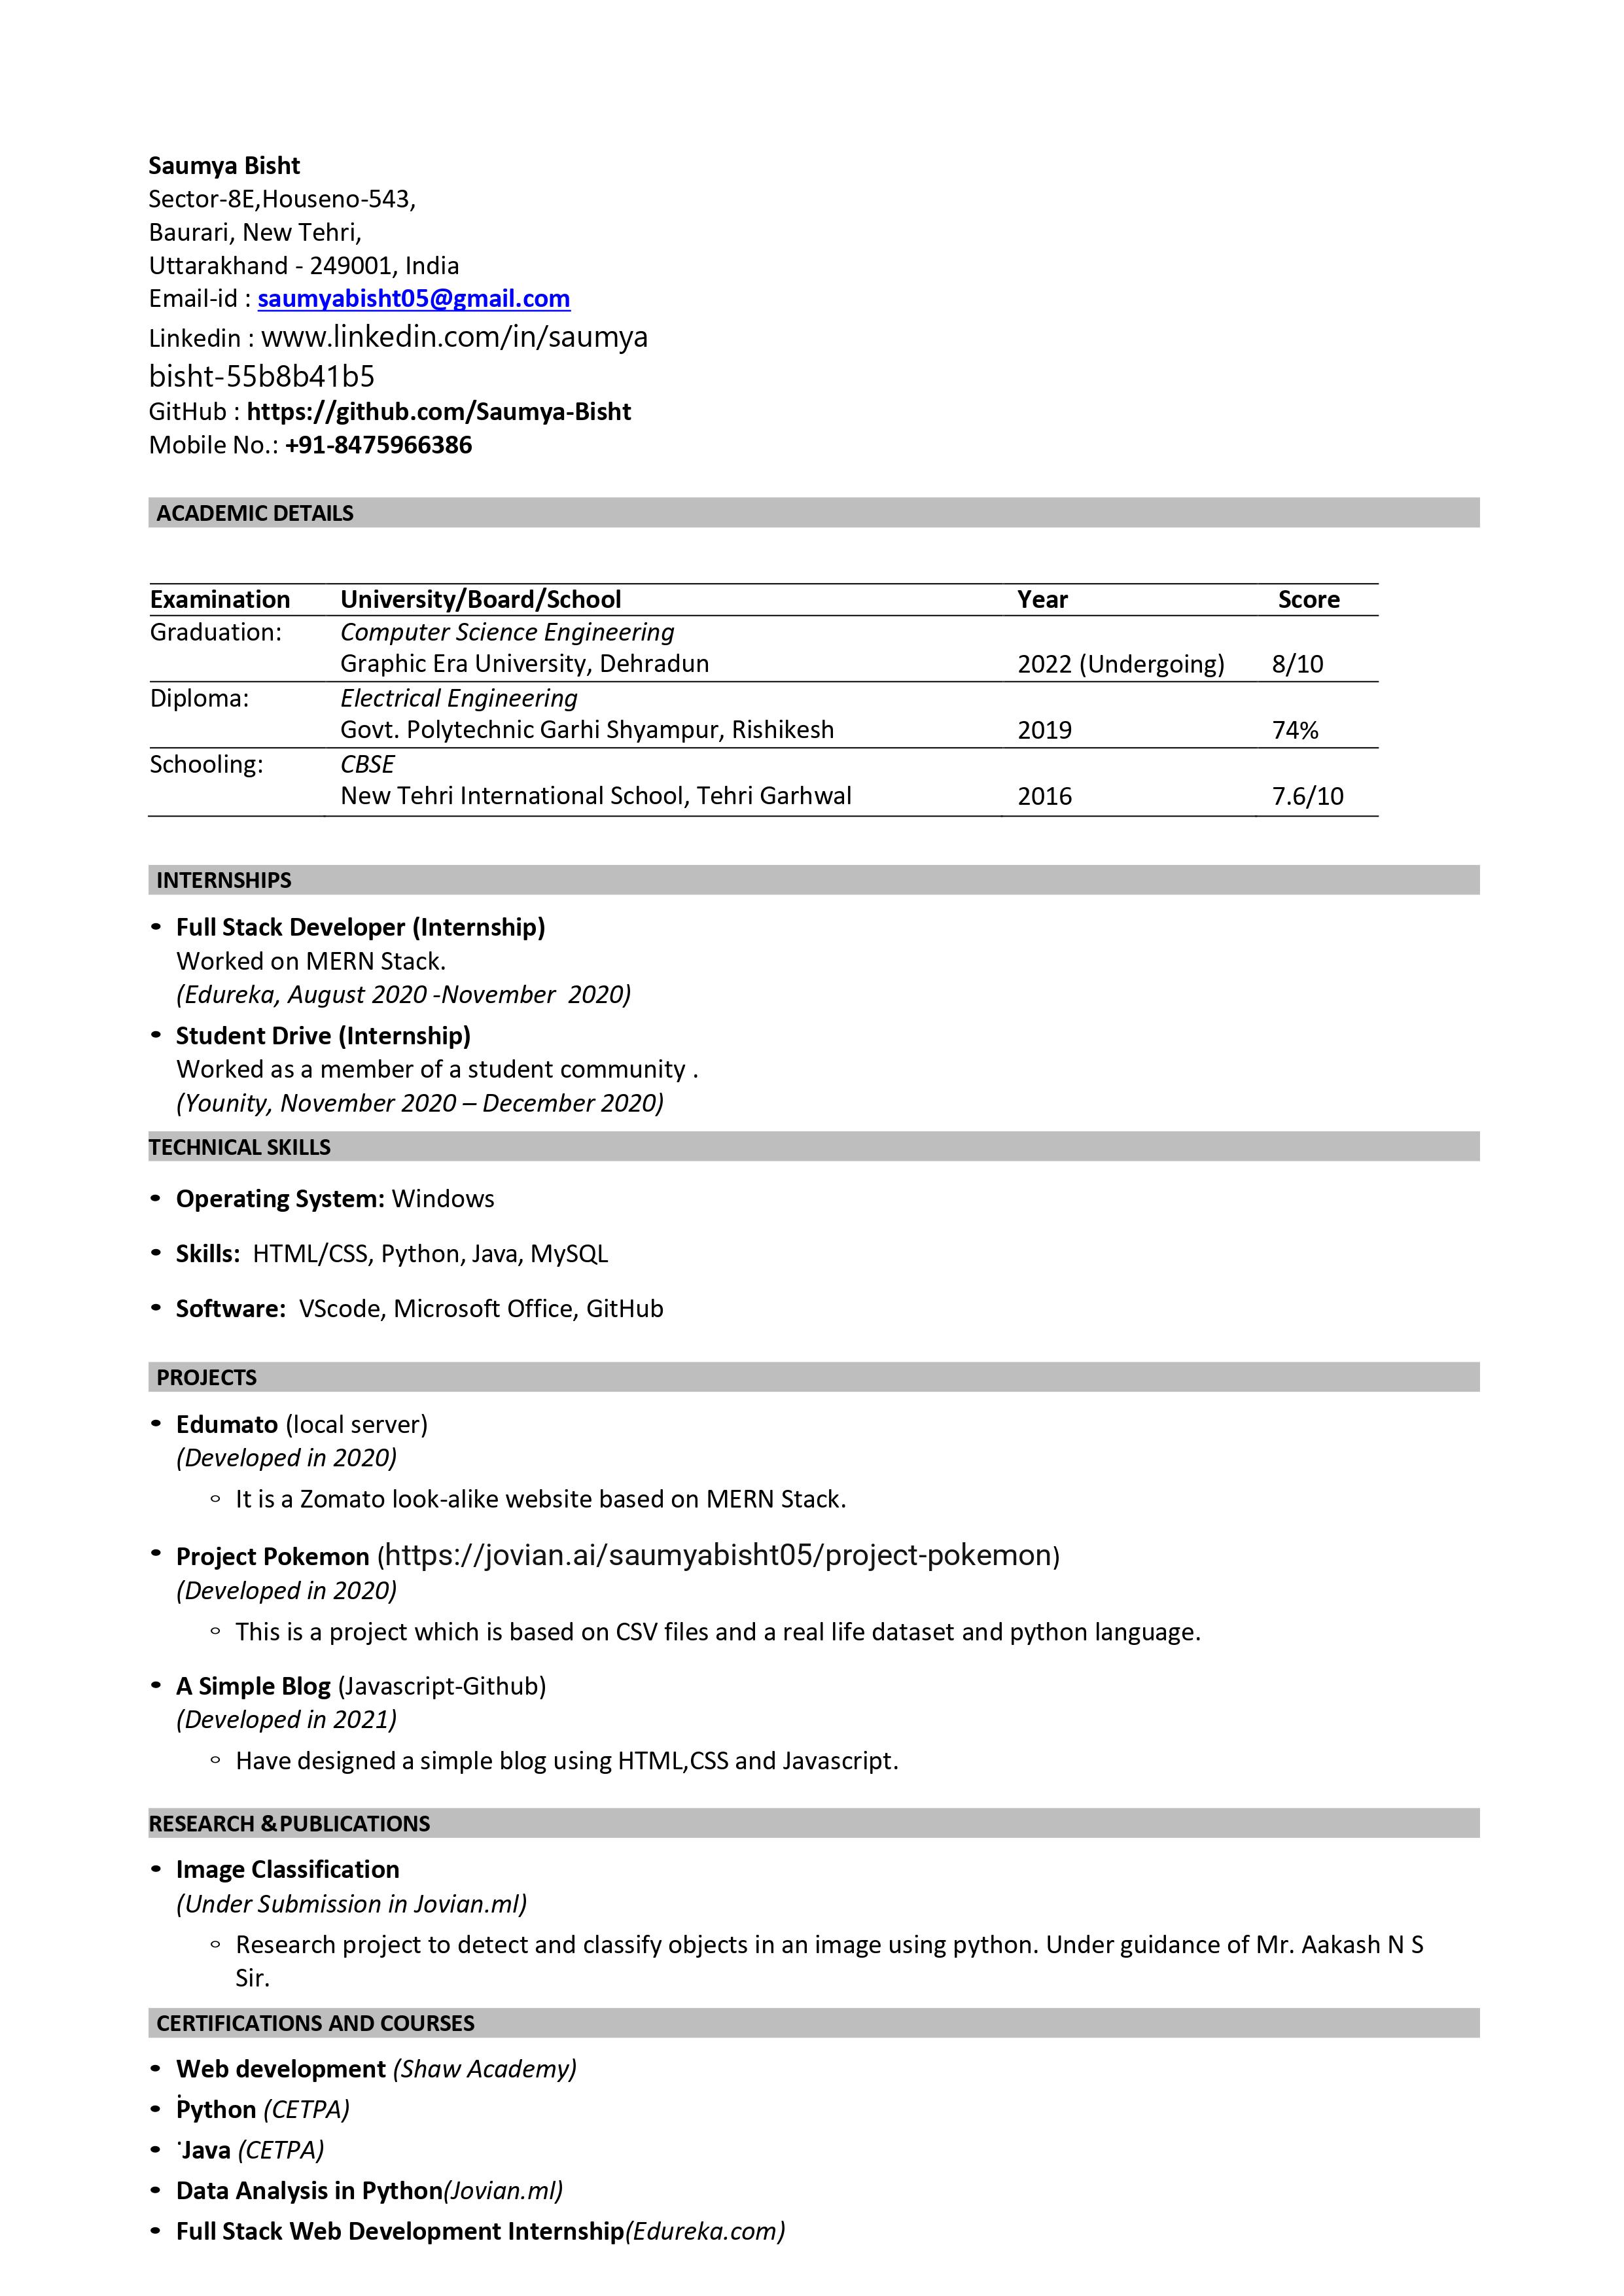 Saumya Bisht
Sector-8E,Houseno-543,
Baurari, New Tehri,
Uttarakhand - 249001, India
Email-id : saumyabisht05@gmail.com
Linkedin : www.linkedin.com/in/saumya
bisht-55b8b41b5
GitHub : https://github.com/Saumya-Bisht
Mobile No.: +91-8475966386
ACADEMIC DETAILS
Examination University/Board/School Year Score
Graduation: Computer Science Engineering
Graphic Era University, Dehradun 2022 (Undergoing) 8/10
Diploma: Electrical Engineering
Govt. Polytechnic Garhi Shyampur, Rishikesh 2019 74%
Schooling: CBSE
New Tehri International School, Tehri Garhwal 2016 7.6/10
INTERNSHIPS
• Full Stack Developer (Internship)
Worked on MERN Stack.
(Edureka, August 2020 -November  2020)
• Student Drive (Internship)
Worked as a member of a student community .
(Younity, November 2020 – December 2020)
TECHNICAL SKILLS
• Operating System: Windows
• Skills:  HTML/CSS, Python, Java, MySQL
• Software:  VScode, Microsoft Office, GitHub
PROJECTS
• Edumato (local server)
(Developed in 2020)
○ It is a Zomato look-alike website based on MERN Stack.
• Project Pokemon (https://jovian.ai/saumyabisht05/project-pokemon)
(Developed in 2020)
○ This is a project which is based on CSV files and a real life dataset and python language.
• A Simple Blog (Javascript-Github)
(Developed in 2021)
○ Have designed a simple blog using HTML,CSS and Javascript.
RESEARCH &PUBLICATIONS
• Image Classification
(Under Submission in Jovian.ml)
○ Research project to detect and classify objects in an image using python. Under guidance of Mr. Aakash N S
Sir.
CERTIFICATIONS AND COURSES
• Web development (Shaw Academy)
• Python (CETPA)
• Java (CETPA)
• Data Analysis in Python(Jovian.ml)
• Full Stack Web Development Internship(Edureka.com)